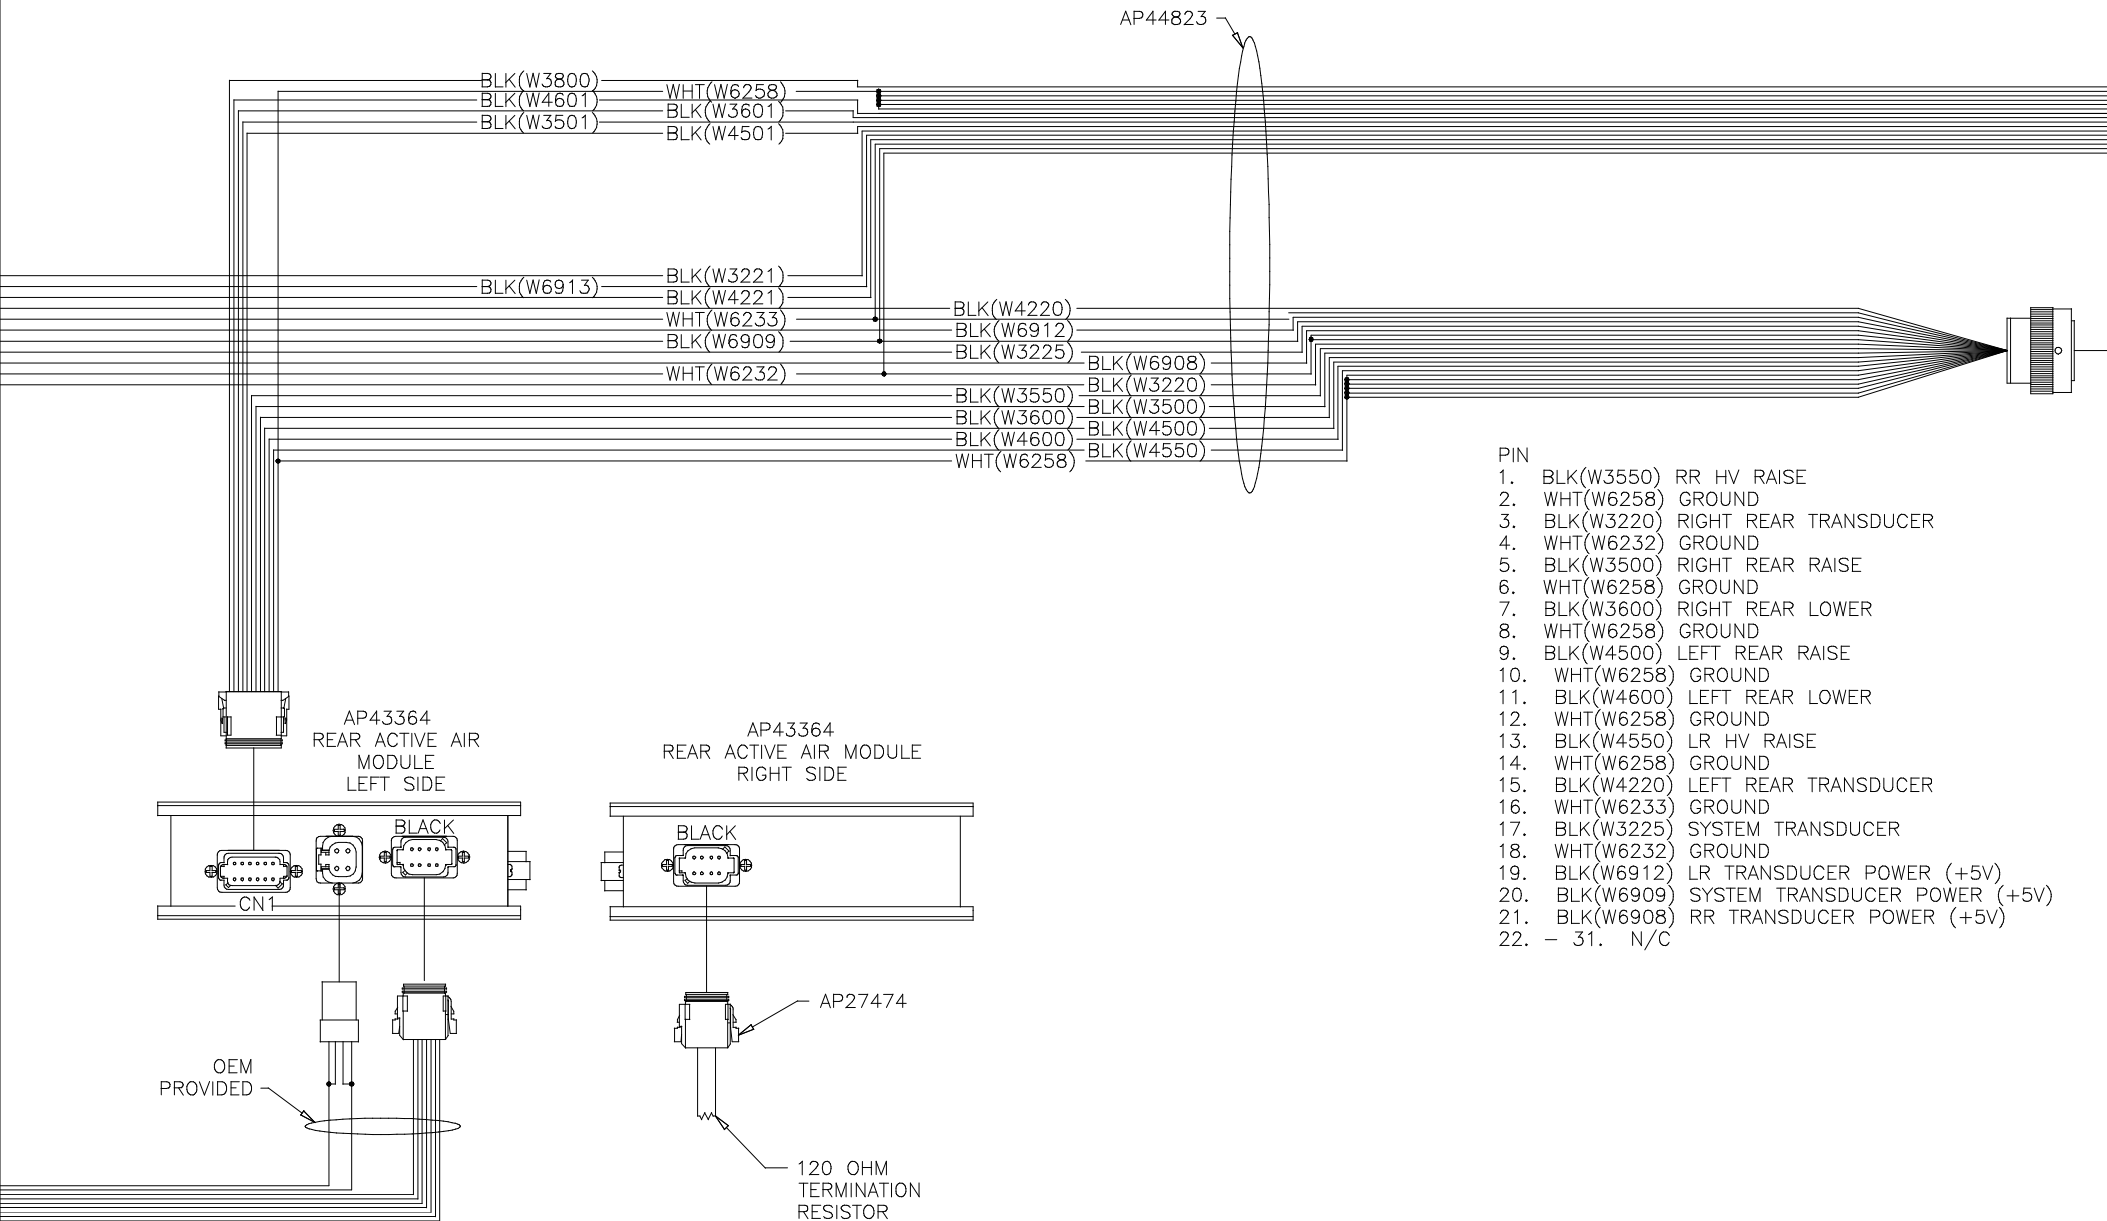 AP44823
BLK(W3800)
WHT(W6258)
BLK(W4601)
BLK(W3601)
BLK(W3501)
BLK(W4501)
BLK(W3221)
BLK(W6913)
BLK(W4221)
BLK(W4220)
WHT(W6233)
BLK(W6912)
BLK(W6909)
BLK(W3225)
BLK(W6908)
WHT(W6232)
BLK(W3220)
BLK(W3550)
BLK(W3500)
BLK(W3600)
BLK(W4500)
BLK(W4600)
BLK(W4550)
WHT(W6258)
PIN
1. BLK(W3550) RR HV RAISE
2. WHT(W6258) GROUND
3. BLK(W3220) RIGHT REAR TRANSDUCER
4. WHT(W6232) GROUND
5. BLK(W3500) RIGHT REAR RAISE
6. WHT(W6258) GROUND
7. BLK(W3600) RIGHT REAR LOWER
8. WHT(W6258) GROUND
9. BLK(W4500) LEFT REAR RAISE
10. WHT(W6258) GROUND
11. BLK(W4600) LEFT REAR LOWER
12. WHT(W6258) GROUND
13. BLK(W4550) LR HV RAISE
14. WHT(W6258) GROUND
15. BLK(W4220) LEFT REAR TRANSDUCER
16. WHT(W6233) GROUND
17. BLK(W3225) SYSTEM TRANSDUCER
18. WHT(W6232) GROUND
19. BLK(W6912) LR TRANSDUCER POWER (+5V)
20. BLK(W6909) SYSTEM TRANSDUCER POWER (+5V)
21. BLK(W6908) RR TRANSDUCER POWER (+5V)
22. – 31. N/C
AP43364
REAR ACTIVE AIR
MODULE
LEFT SIDE
AP43364
REAR ACTIVE AIR MODULE
RIGHT SIDE
BLACK
BLACK
CN1
AP27474
OEM
PROVIDED
120 OHM
TERMINATION
RESISTOR